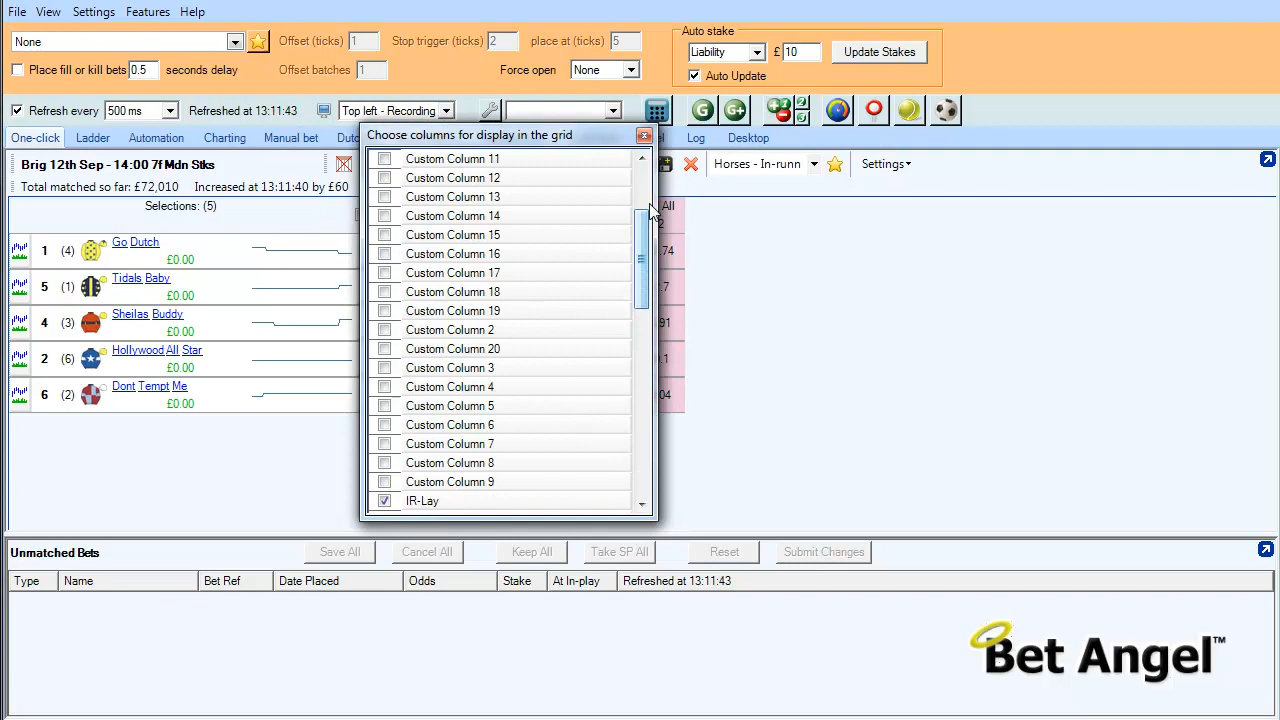 File View Settings Features Help
None Offset (ticks) 1 Stop trigger (ticks) 2 place at (ticks) 5 Auto stake
Liability £ 10 Update Stakes
Place fill or kill bets 0.5 seconds delay Offset batches 1 Force open None Auto Update
Refresh every 500 ms Refreshed at 13:11:43 Top left - Recording G G+
One-click Ladder Automation Charting Manual bet Log Desktop
Choose columns for display in the grid
Brig 12th Sep - 14:00 7f Mdn Stks Horses - In-runn Settings
Total matched so far: £72,010 Increased at 13:11:40 by £60
Selections: (5) All
1 (4) Go Dutch
£0.00
5 (1) Tidals Baby
£0.00
4 (3) Sheilas Buddy
£0.00
2 (6) Hollywood All Star
£0.00
6 (2) Dont Tempt Me
£0.00
Custom Column 11
Custom Column 12
Custom Column 13
Custom Column 14
Custom Column 15
Custom Column 16
Custom Column 17
Custom Column 18
Custom Column 19
Custom Column 2
Custom Column 20
Custom Column 3
Custom Column 4
Custom Column 5
Custom Column 6
Custom Column 7
Custom Column 8
Custom Column 9
IR-Lay
Unmatched Bets Save All Cancel All Keep All Take SP All Reset Submit Changes
Type Name Bet Ref Date Placed Odds Stake At In-play Refreshed at 13:11:43
Bet Angel™